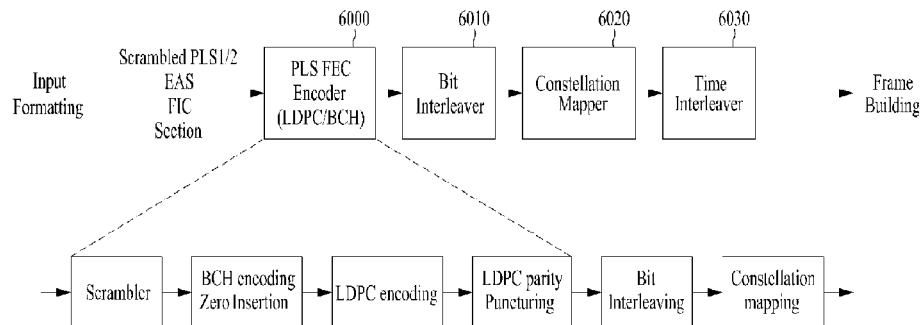 6000
6010
6020
6030
Input
Formatting
Scrambled PLS1/2
EAS
FIC
Section
PLS FEC
Encoder
(LDPC/BCH)
Bit
Interleaver
Constellation
Mapper
Time
Interleaver
Frame
Building
Scrambler
BCH encoding
Zero Insertion
LDPC encoding
LDPC parity
Puncturing
Bit
Interleaving
Constellation
mapping